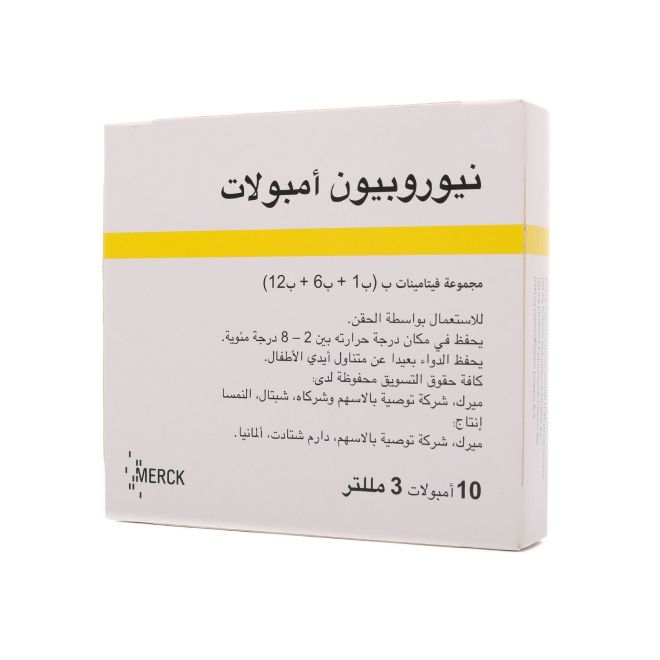 نيوروبيون أمبولات
مجموعة فيتامينات ب (ب1 + ب6 + ب12)
للاستعمال بواسطة الحقن.
يحفظ في مكان درجة حرارته بين 2 – 8 درجة مئوية.
يحفظ الدواء بعيدا عن متناول أيدي الأطفال.
كافة حقوق التسويق محفوظة لدى:
ميرك، شركة توصية بالاسهم وشركاه، شبتال، النمسا
إنتاج:
ميرك، شركة توصية بالاسهم، دارم شتادت، ألمانيا.
10 أمبولات 3 مللتر
MERCK